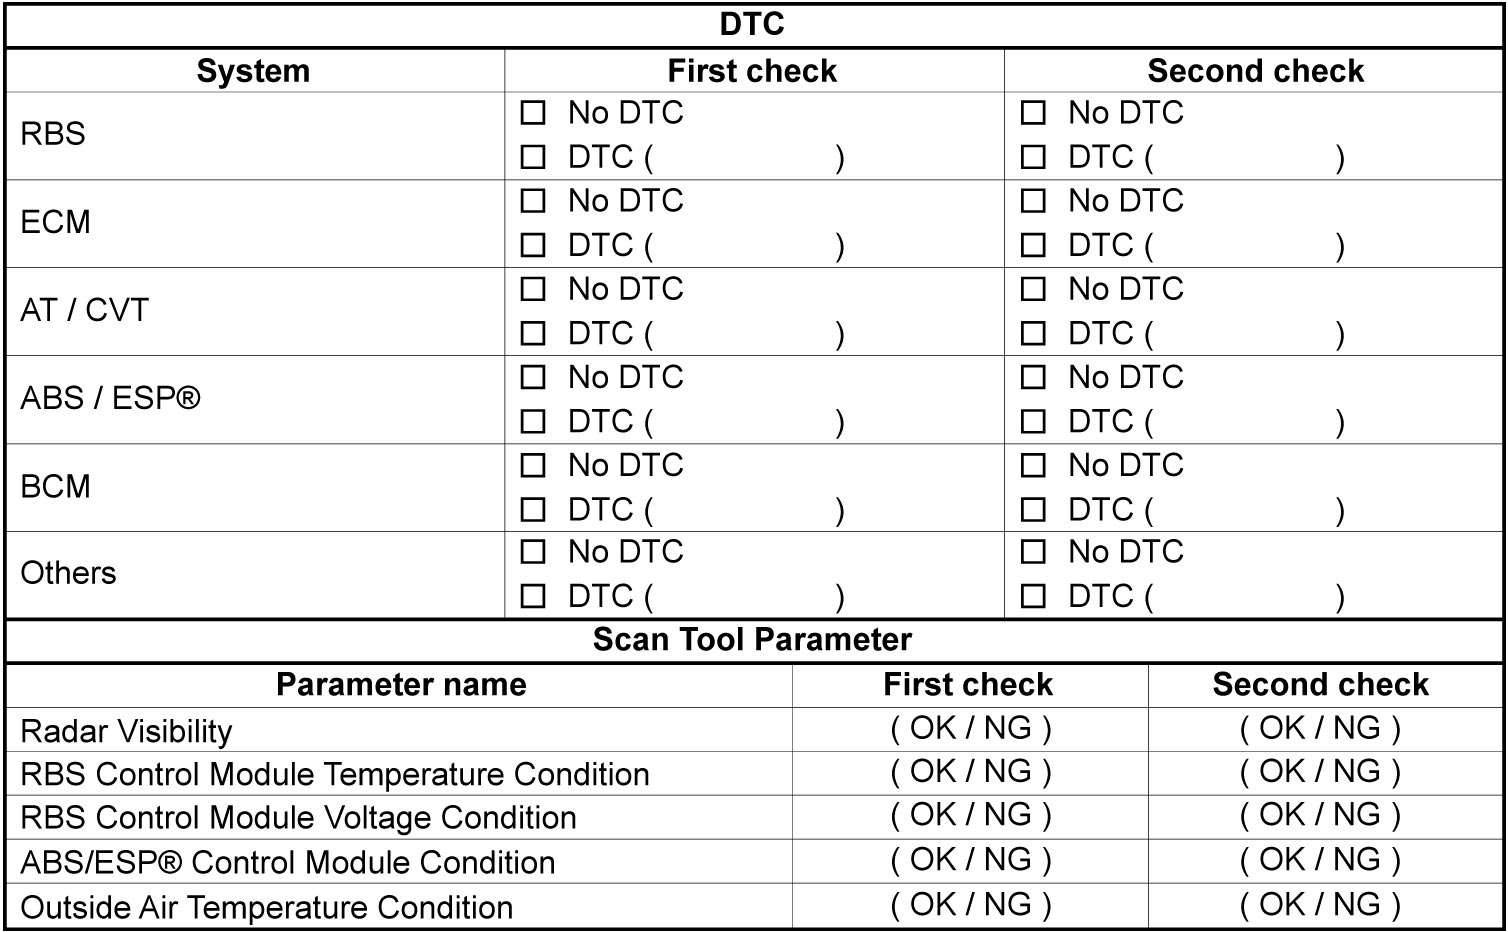 DTC
System First check Second check
RBS
☐ No DTC ☐ No DTC
☐ DTC ( ) ☐ DTC ( )
ECM
☐ No DTC ☐ No DTC
☐ DTC ( ) ☐ DTC ( )
AT / CVT
☐ No DTC ☐ No DTC
☐ DTC ( ) ☐ DTC ( )
ABS / ESP®
☐ No DTC ☐ No DTC
☐ DTC ( ) ☐ DTC ( )
BCM
☐ No DTC ☐ No DTC
☐ DTC ( ) ☐ DTC ( )
Others
☐ No DTC ☐ No DTC
☐ DTC ( ) ☐ DTC ( )
Scan Tool Parameter
Parameter name First check Second check
Radar Visibility ( OK / NG ) ( OK / NG )
RBS Control Module Temperature Condition ( OK / NG ) ( OK / NG )
RBS Control Module Voltage Condition ( OK / NG ) ( OK / NG )
ABS/ESP® Control Module Condition ( OK / NG ) ( OK / NG )
Outside Air Temperature Condition ( OK / NG ) ( OK / NG )